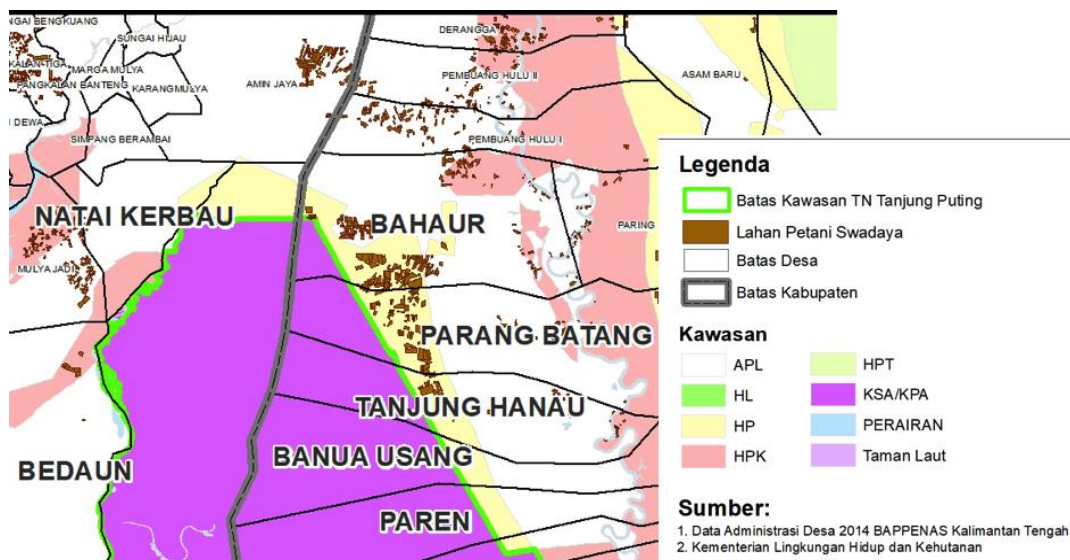 NGAI BENGKUANG
SUNGAI HIJAU
KALAN TIGA
MARGA MULYA
PANGKALAN BANTENG
KARANG MULYA
I DEWA
SIMPANG BERAMBAI
AMIN JAYA
DERANGGA
PEMBUANG HULU II
PEMBUANG HULU I
ASAM BARU
PARING
NATAI KERBAU
MULYA JADI
BAHAUR
PARANG BATANG
TANJUNG HANAU
BANUA USANG
BEDAUN
PAREN
Legenda
Batas Kawasan TN Tanjung Puting
Lahan Petani Swadaya
Batas Desa
Batas Kabupaten
Kawasan
APL
HPT
HL
KSA/KPA
HP
PERAIRAN
HPK
Taman Laut
Sumber:
1. Data Administrasi Desa 2014 BAPPENAS Kalimantan Tengah
2. Kementerian Lingkungan Hidup dan Kehutanan